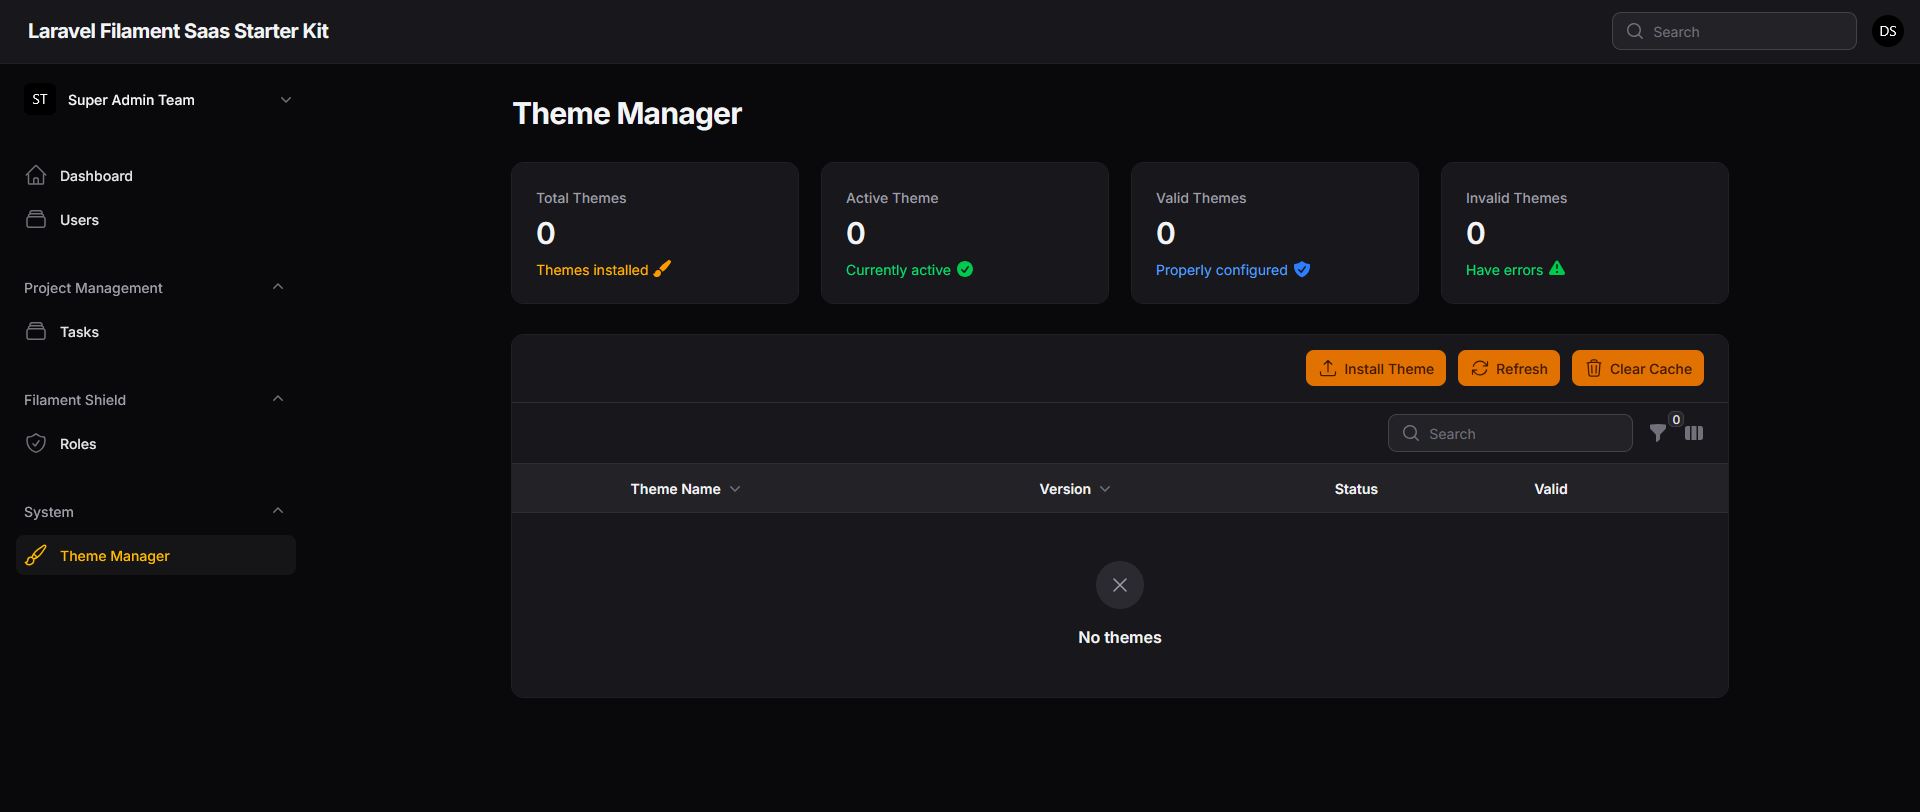 Laravel Filament Saas Starter Kit
Search
DS
ST
Super Admin Team
Dashboard
Users
Project Management
Tasks
Filament Shield
Roles
System
Theme Manager
Theme Manager
Total Themes
0
Themes installed
Active Theme
0
Currently active
Valid Themes
0
Properly configured
Invalid Themes
0
Have errors
Install Theme
Refresh
Clear Cache
Search
0
Theme Name
Version
Status
Valid
No themes